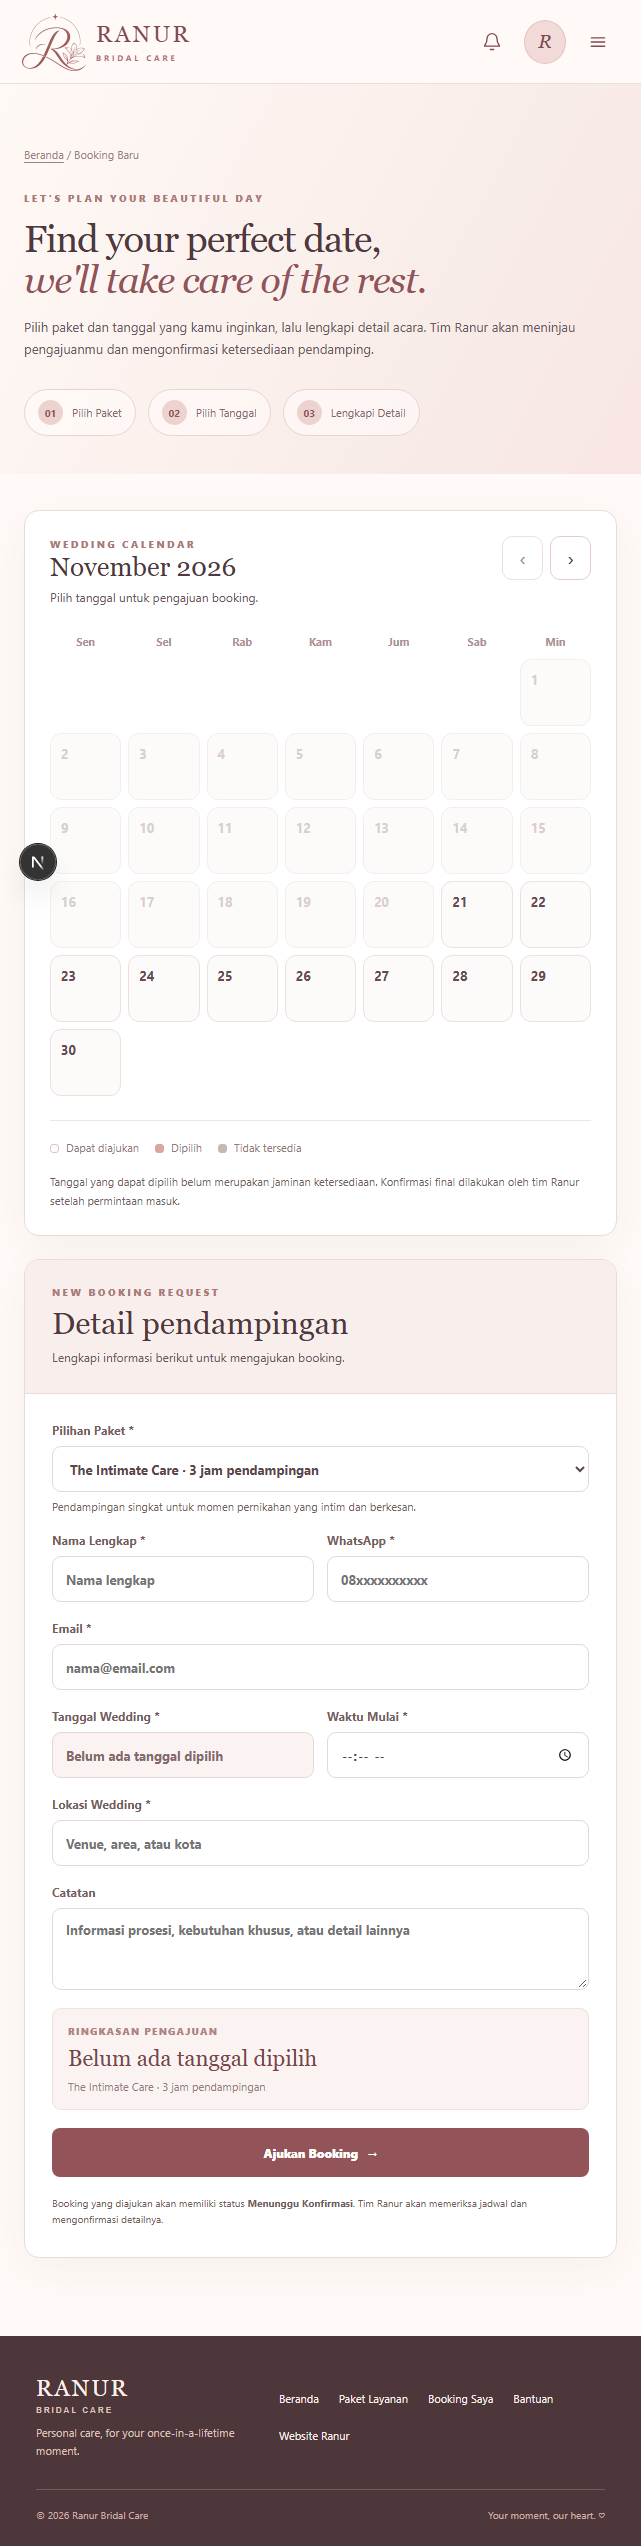 RANUR
BRIDAL CARE
R
Beranda / Booking Baru
LET'S PLAN YOUR BEAUTIFUL DAY
Find your perfect date,
we'll take care of the rest.
Pilih paket dan tanggal yang kamu inginkan, lalu lengkapi detail acara. Tim Ranur akan meninjau
pengajuanmu dan mengonfirmasi ketersediaan pendamping.
01 Pilih Paket 02 Pilih Tanggal 03 Lengkapi Detail
WEDDING CALENDAR
November 2026
‹ ›
Pilih tanggal untuk pengajuan booking.
Sen Sel Rab Kam Jum Sab Min
1
2 3 4 5 6 7 8
9 10 11 12 13 14 15
N
16 17 18 19 20 21 22
23 24 25 26 27 28 29
30
Dapat diajukan Dipilih Tidak tersedia
Tanggal yang dapat dipilih belum merupakan jaminan ketersediaan. Konfirmasi final dilakukan oleh tim Ranur
setelah permintaan masuk.
NEW BOOKING REQUEST
Detail pendampingan
Lengkapi informasi berikut untuk mengajukan booking.
Pilihan Paket *
The Intimate Care · 3 jam pendampingan
Pendampingan singkat untuk momen pernikahan yang intim dan berkesan.
Nama Lengkap * WhatsApp *
Nama lengkap 08xxxxxxxxxx
Email *
nama@email.com
Tanggal Wedding * Waktu Mulai *
Belum ada tanggal dipilih --:-- --
Lokasi Wedding *
Venue, area, atau kota
Catatan
Informasi prosesi, kebutuhan khusus, atau detail lainnya
RINGKASAN PENGAJUAN
Belum ada tanggal dipilih
The Intimate Care · 3 jam pendampingan
Ajukan Booking →
Booking yang diajukan akan memiliki status Menunggu Konfirmasi. Tim Ranur akan memeriksa jadwal dan
mengonfirmasi detailnya.
RANUR
BRIDAL CARE
Personal care, for your once-in-a-lifetime
moment.
Beranda Paket Layanan Booking Saya Bantuan
Website Ranur
© 2026 Ranur Bridal Care
Your moment, our heart. ♡